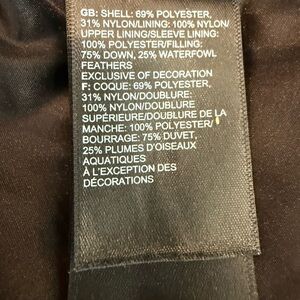 GB: SHELL: 69% POLYESTER,
31% NYLON/LINING: 100% NYLON/
UPPER LINING/SLEEVE LINING:
100% POLYESTER/FILLING:
75% DOWN, 25% WATERFOWL
FEATHERS
EXCLUSIVE OF DECORATION
F: COQUE: 69% POLYESTER,
31% NYLON/DOUBLURE:
100% NYLON/DOUBLURE
SUPÉRIEURE/DOUBLURE DE LA
MANCHE: 100% POLYESTER/
BOURRAGE: 75% DUVET,
25% PLUMES D'OISEAUX
AQUATIQUES
À L'EXCEPTION DES
DÉCORATIONS